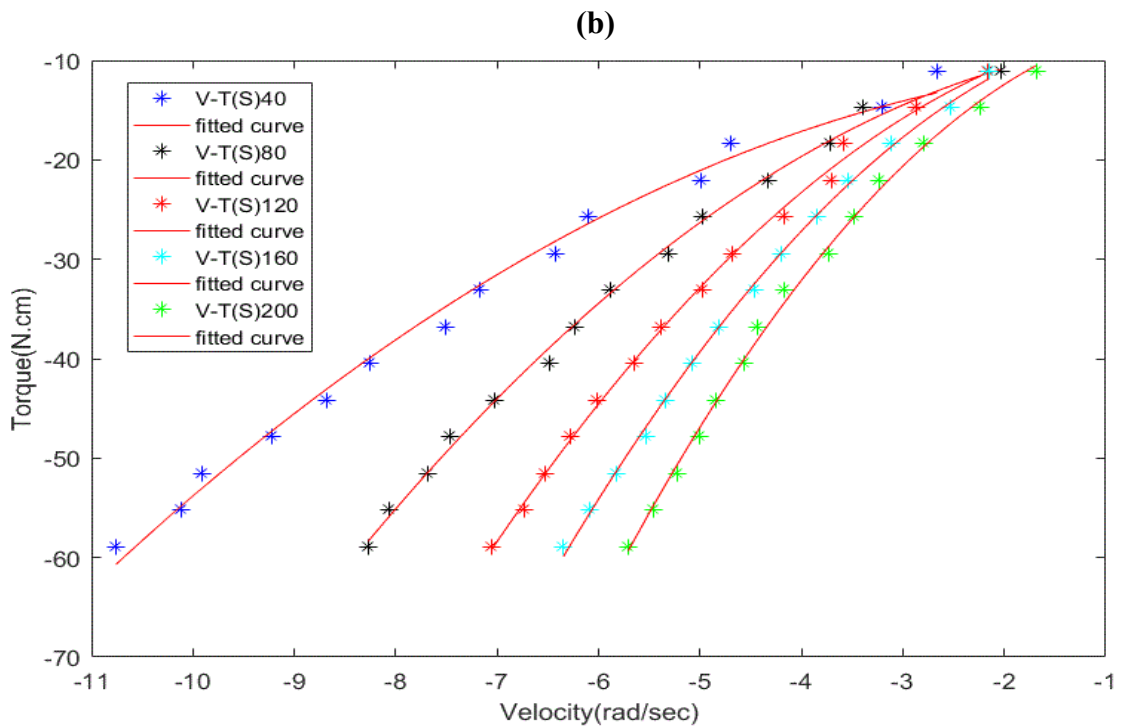 (b)
-10
-20
-30
-40
-50
-60
-70
Torque(N.cm)
V-T(S)40
fitted curve
V-T(S)80
fitted curve
V-T(S)120
fitted curve
V-T(S)160
fitted curve
V-T(S)200
fitted curve
-11 -10 -9 -8 -7 -6 -5 -4 -3 -2 -1
Velocity(rad/sec)